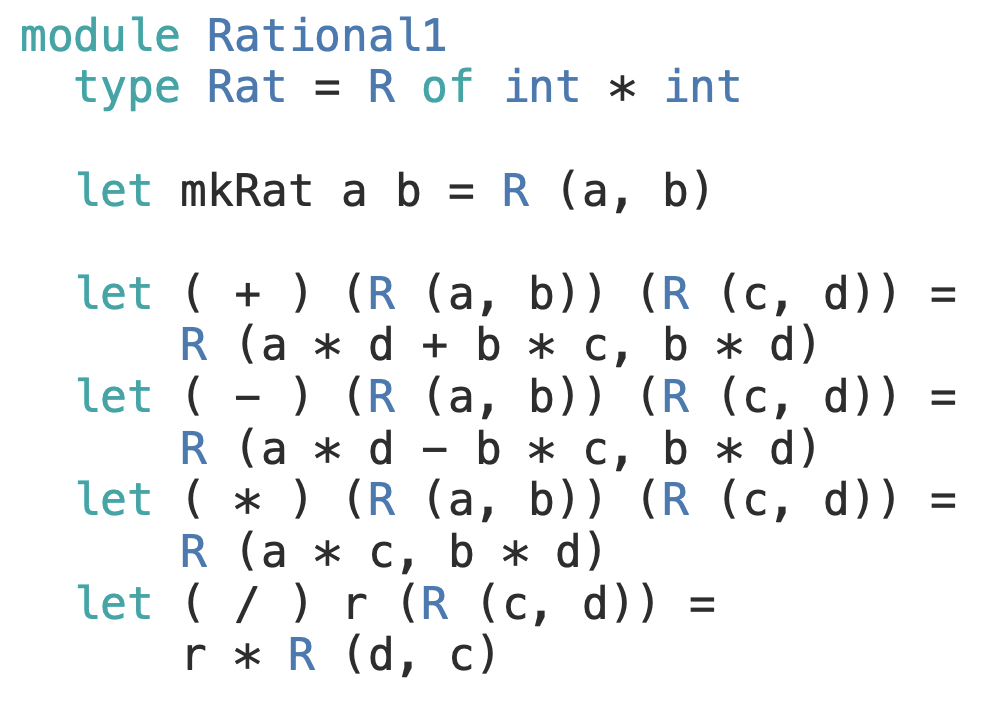 module Rational1
  type Rat = R of int * int

  let mkRat a b = R (a, b)

  let ( + ) (R (a, b)) (R (c, d)) =
      R (a * d + b * c, b * d)
  let ( − ) (R (a, b)) (R (c, d)) =
      R (a * d − b * c, b * d)
  let ( * ) (R (a, b)) (R (c, d)) =
      R (a * c, b * d)
  let ( / ) r (R (c, d)) =
      r * R (d, c)